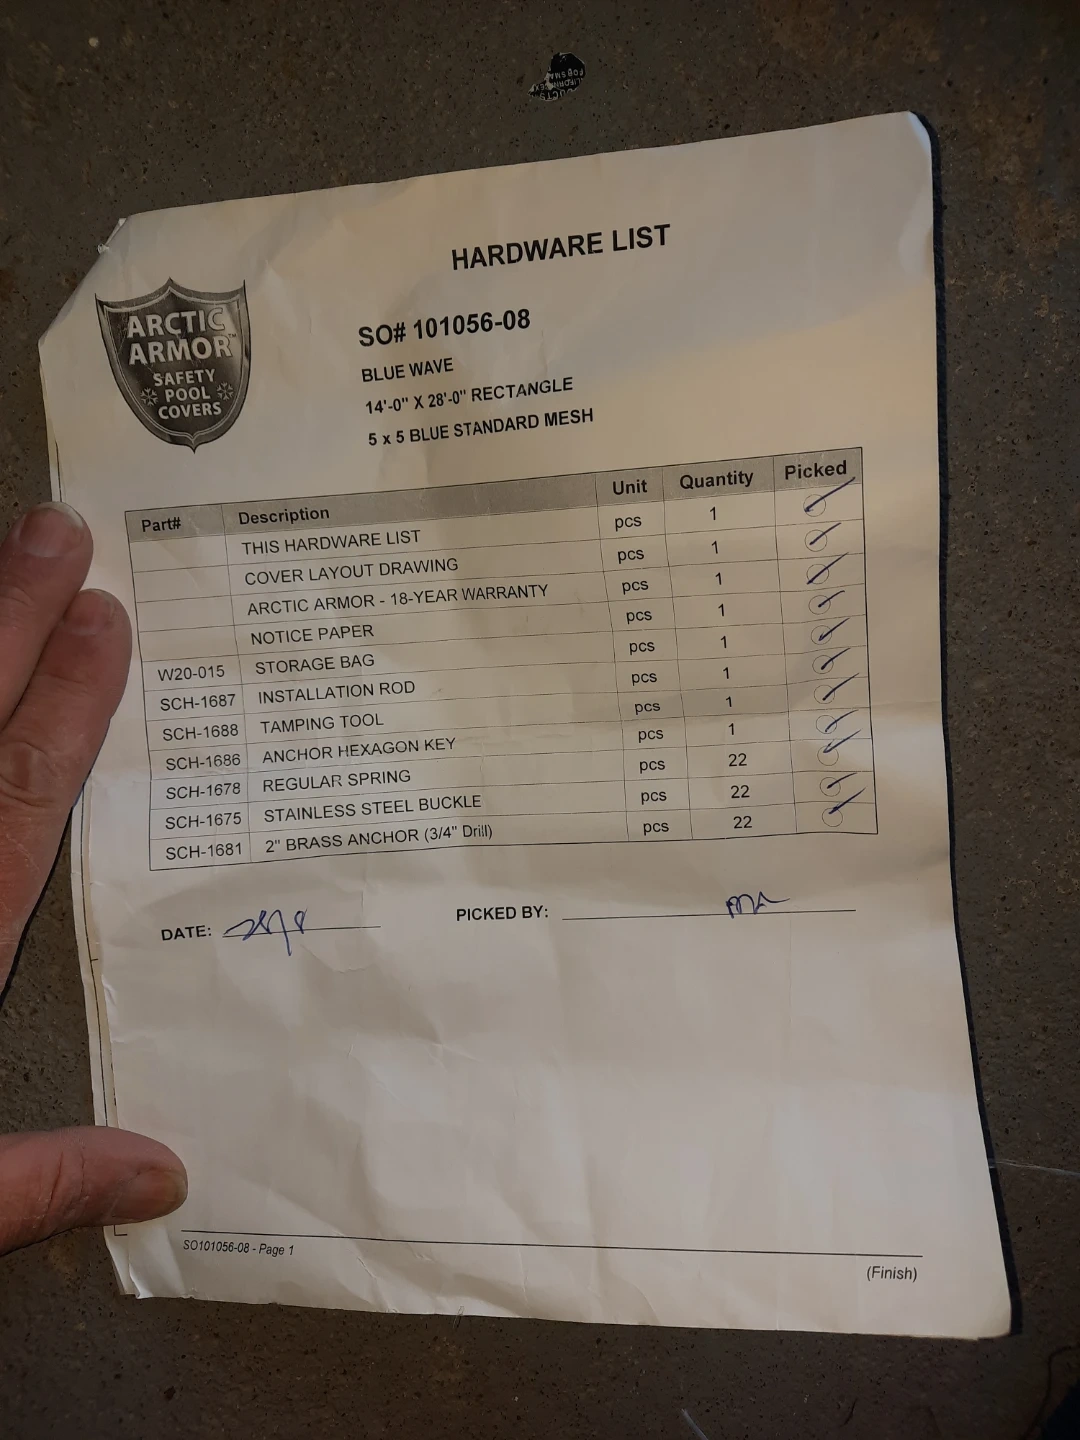 HARDWARE LIST
ARCTIC
ARMOR™
SAFETY
POOL
COVERS
SO# 101056-08
BLUE WAVE
14'-0" X 28'-0" RECTANGLE
5 x 5 BLUE STANDARD MESH
Part# Description Unit Quantity Picked
THIS HARDWARE LIST pcs 1
COVER LAYOUT DRAWING pcs 1
ARCTIC ARMOR - 18-YEAR WARRANTY pcs 1
NOTICE PAPER pcs 1
W20-015 STORAGE BAG pcs 1
SCH-1687 INSTALLATION ROD pcs 1
SCH-1688 TAMPING TOOL pcs 1
SCH-1686 ANCHOR HEXAGON KEY pcs 1
SCH-1678 REGULAR SPRING pcs 22
SCH-1675 STAINLESS STEEL BUCKLE pcs 22
SCH-1681 2" BRASS ANCHOR (3/4" Drill) pcs 22
DATE: PICKED BY:
SO101056-08 - Page 1
(Finish)